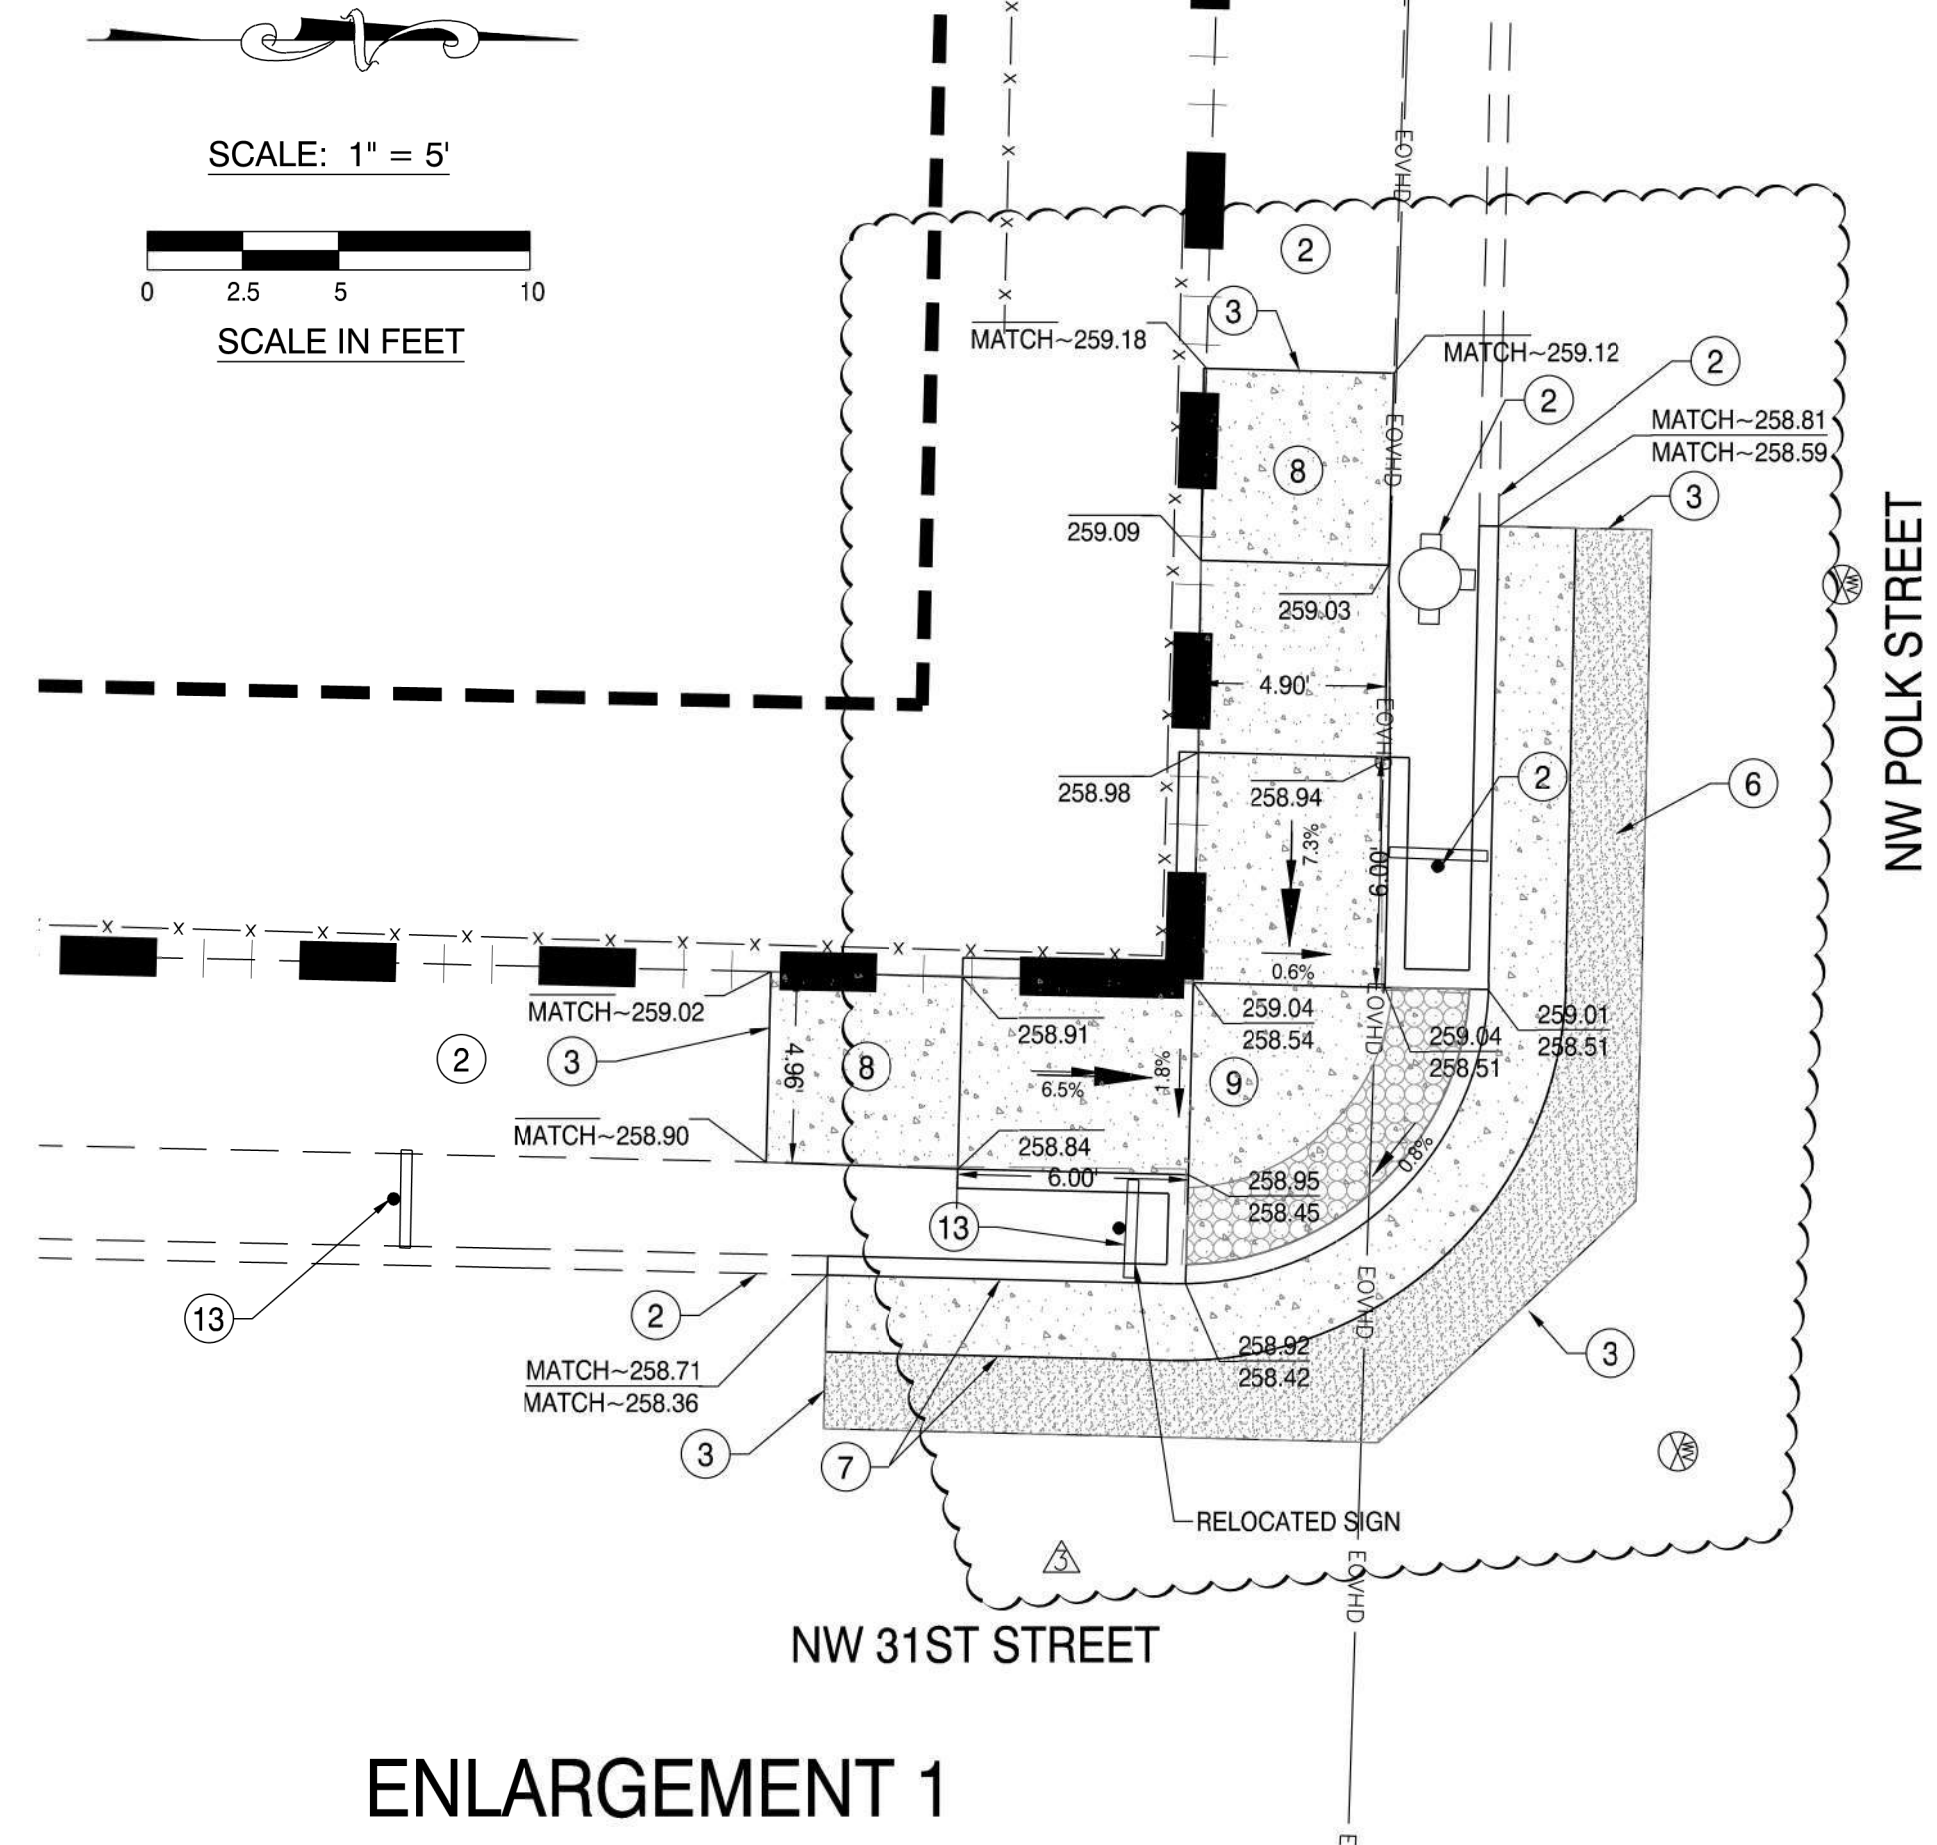 SCALE: 1" = 5'
0 2.5 5 10
SCALE IN FEET
X
X
X
X
X
EOVHD
2
3
MATCH~259.18
MATCH~259.12
2
2
MATCH~258.81
MATCH~258.59
3
EOVHD
8
259.09
259.03
WV
NW POLK STREET
4.90'
EOVHD
258.98
258.94
2
6
7.3%
6.00'
0.6%
MATCH~259.02
258.91
259.04
258.54
EOVHD
259.04
258.51
259.01
258.51
2
3
4.96'
8
6.5%
1.8%
9
MATCH~258.90
258.84
6.00'
258.95
258.45
0.8%
13
13
2
EOVHD
MATCH~258.71
MATCH~258.36
258.92
258.42
3
3
7
WV
RELOCATED SIGN
3
EOVHD
NW 31ST STREET
ENLARGEMENT 1
E